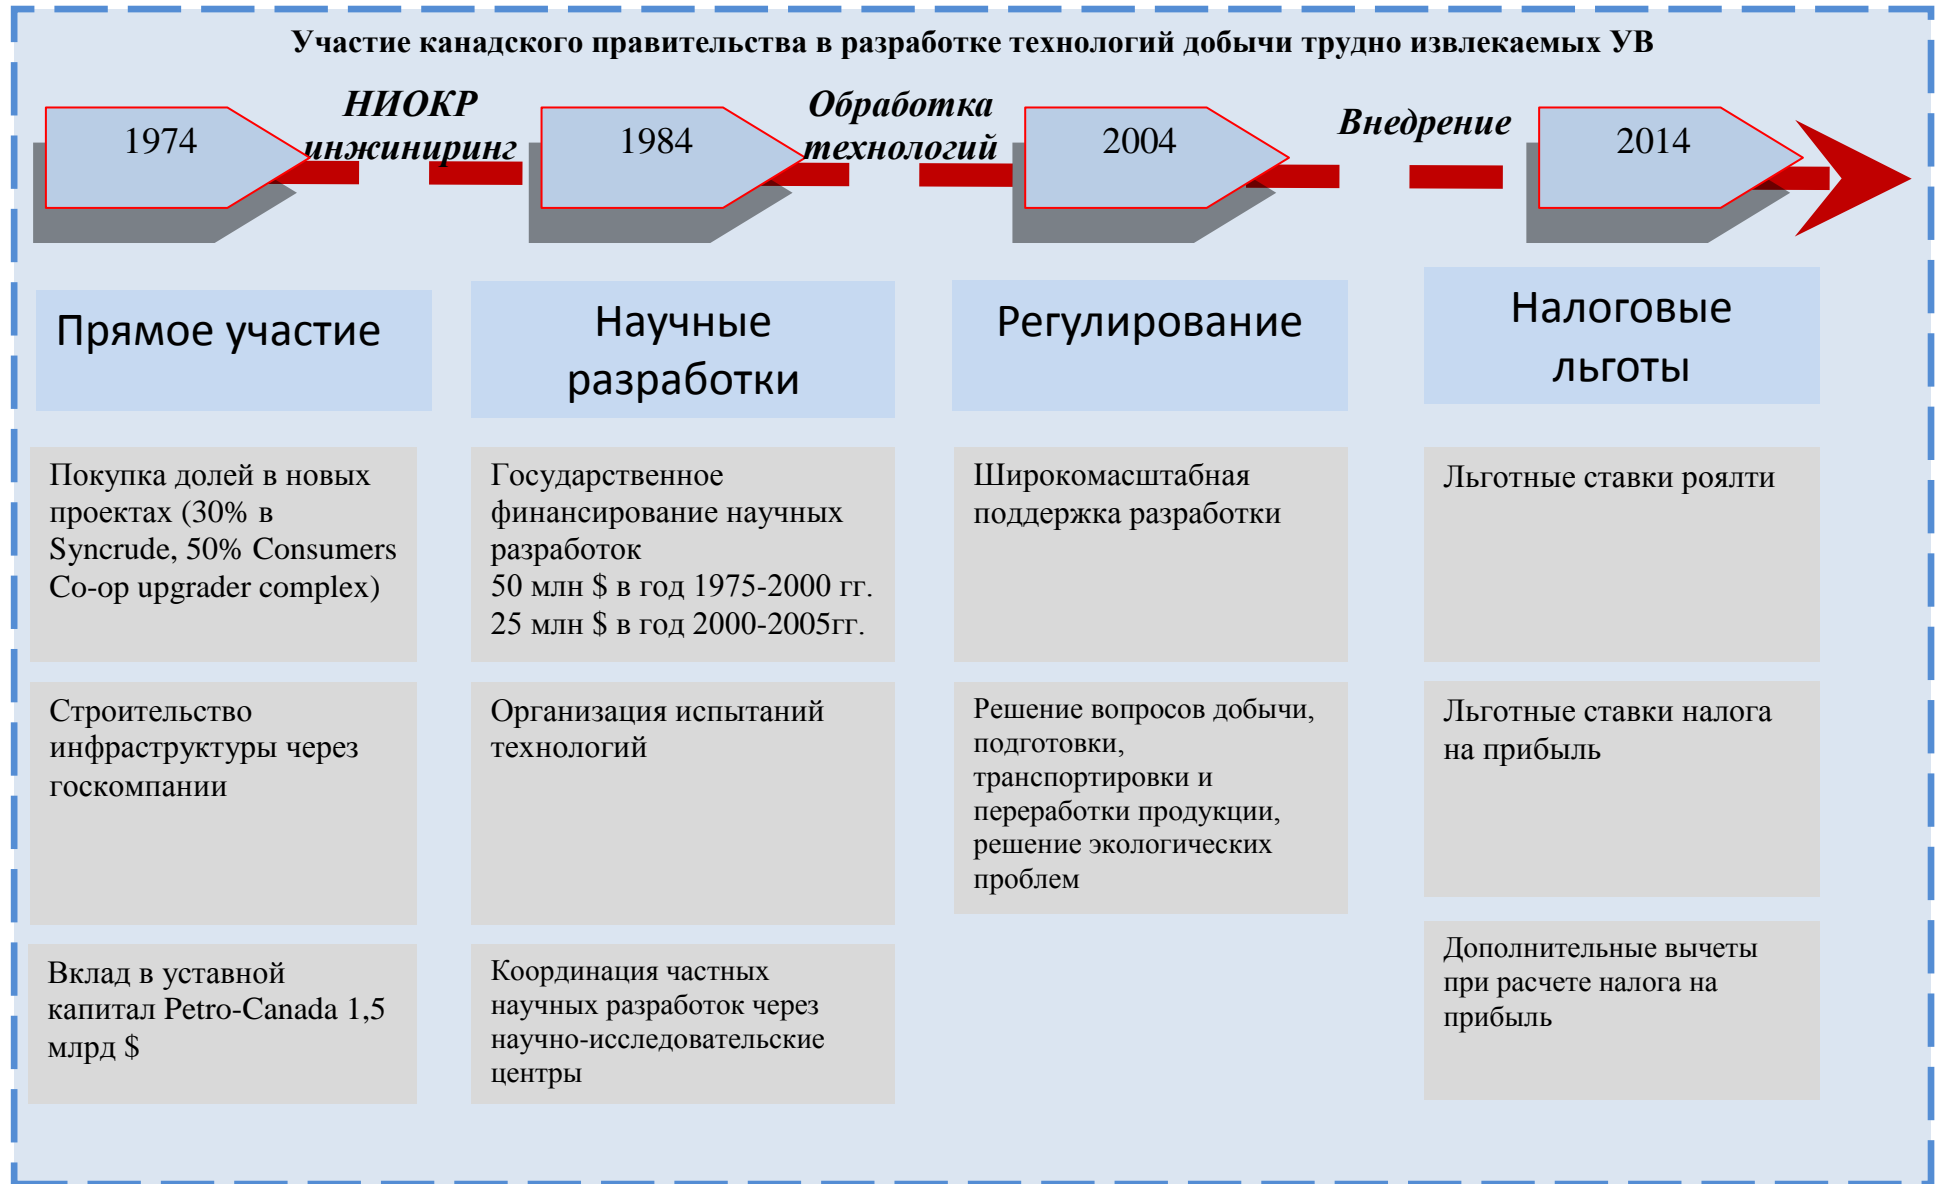 Участие канадского правительства в разработке технологий добычи трудно извлекаемых УВ
1974
НИОКР
инжиниринг
1984
Обработка
технологий
2004
Внедрение
2014
Прямое участие
Научные
разработки
Регулирование
Налоговые
льготы
Покупка долей в новых
проектах (30% в
Syncrude, 50% Consumers
Co-op upgrader complex)
Государственное
финансирование научных
разработок
50 млн $ в год 1975-2000 гг.
25 млн $ в год 2000-2005гг.
Широкомасштабная
поддержка разработки
Льготные ставки роялти
Строительство
инфраструктуры через
госкомпании
Организация испытаний
технологий
Решение вопросов добычи,
подготовки,
транспортировки и
переработки продукции,
решение экологических
проблем
Льготные ставки налога
на прибыль
Вклад в уставной
капитал Petro-Canada 1,5
млрд $
Координация частных
научных разработок через
научно-исследовательские
центры
Дополнительные вычеты
при расчете налога на
прибыль